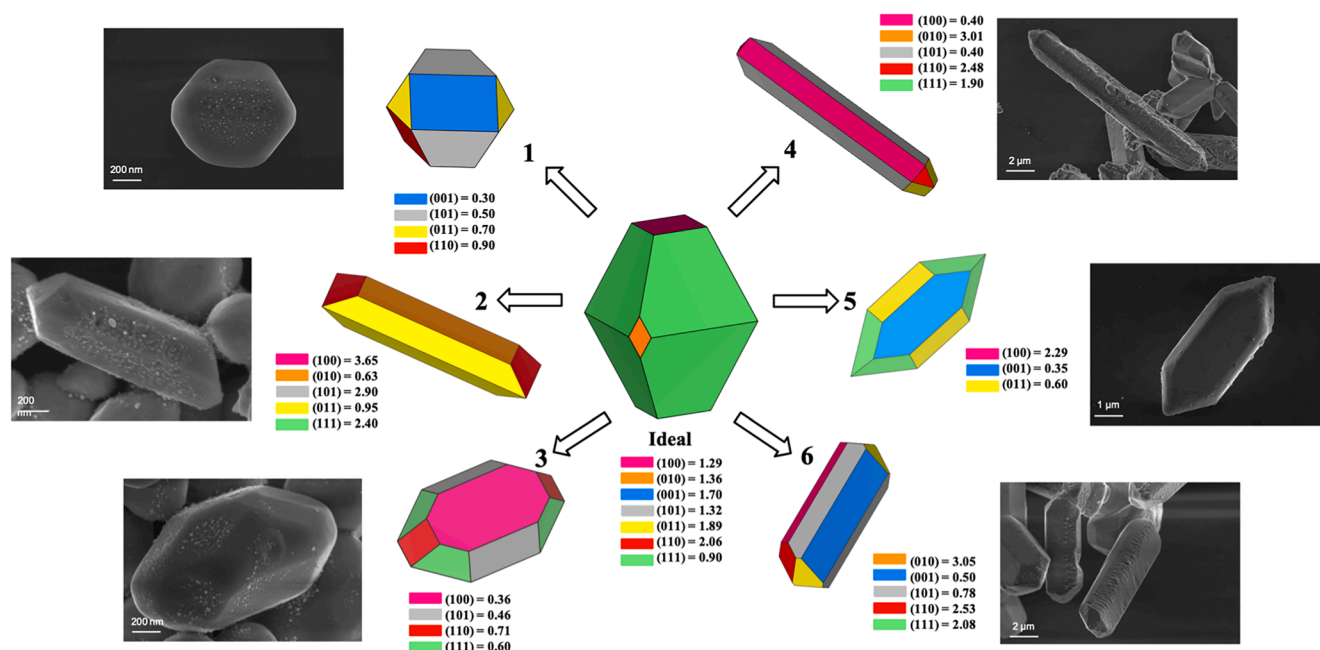 200 nm
1
(001) = 0.30
(101) = 0.50
(011) = 0.70
(110) = 0.90
4
(100) = 0.40
(010) = 3.01
(101) = 0.40
(110) = 2.48
(111) = 1.90
2 µm
200
nm
2
(100) = 3.65
(010) = 0.63
(101) = 2.90
(011) = 0.95
(111) = 2.40
5
(100) = 2.29
(001) = 0.35
(011) = 0.60
1 µm
200 nm
3
(100) = 0.36
(101) = 0.46
(110) = 0.71
(111) = 0.60
Ideal
(100) = 1.29
(010) = 1.36
(001) = 1.70
(101) = 1.32
(011) = 1.89
(110) = 2.06
(111) = 0.90
6
(010) = 3.05
(001) = 0.50
(101) = 0.78
(110) = 2.53
(111) = 2.08
2 µm